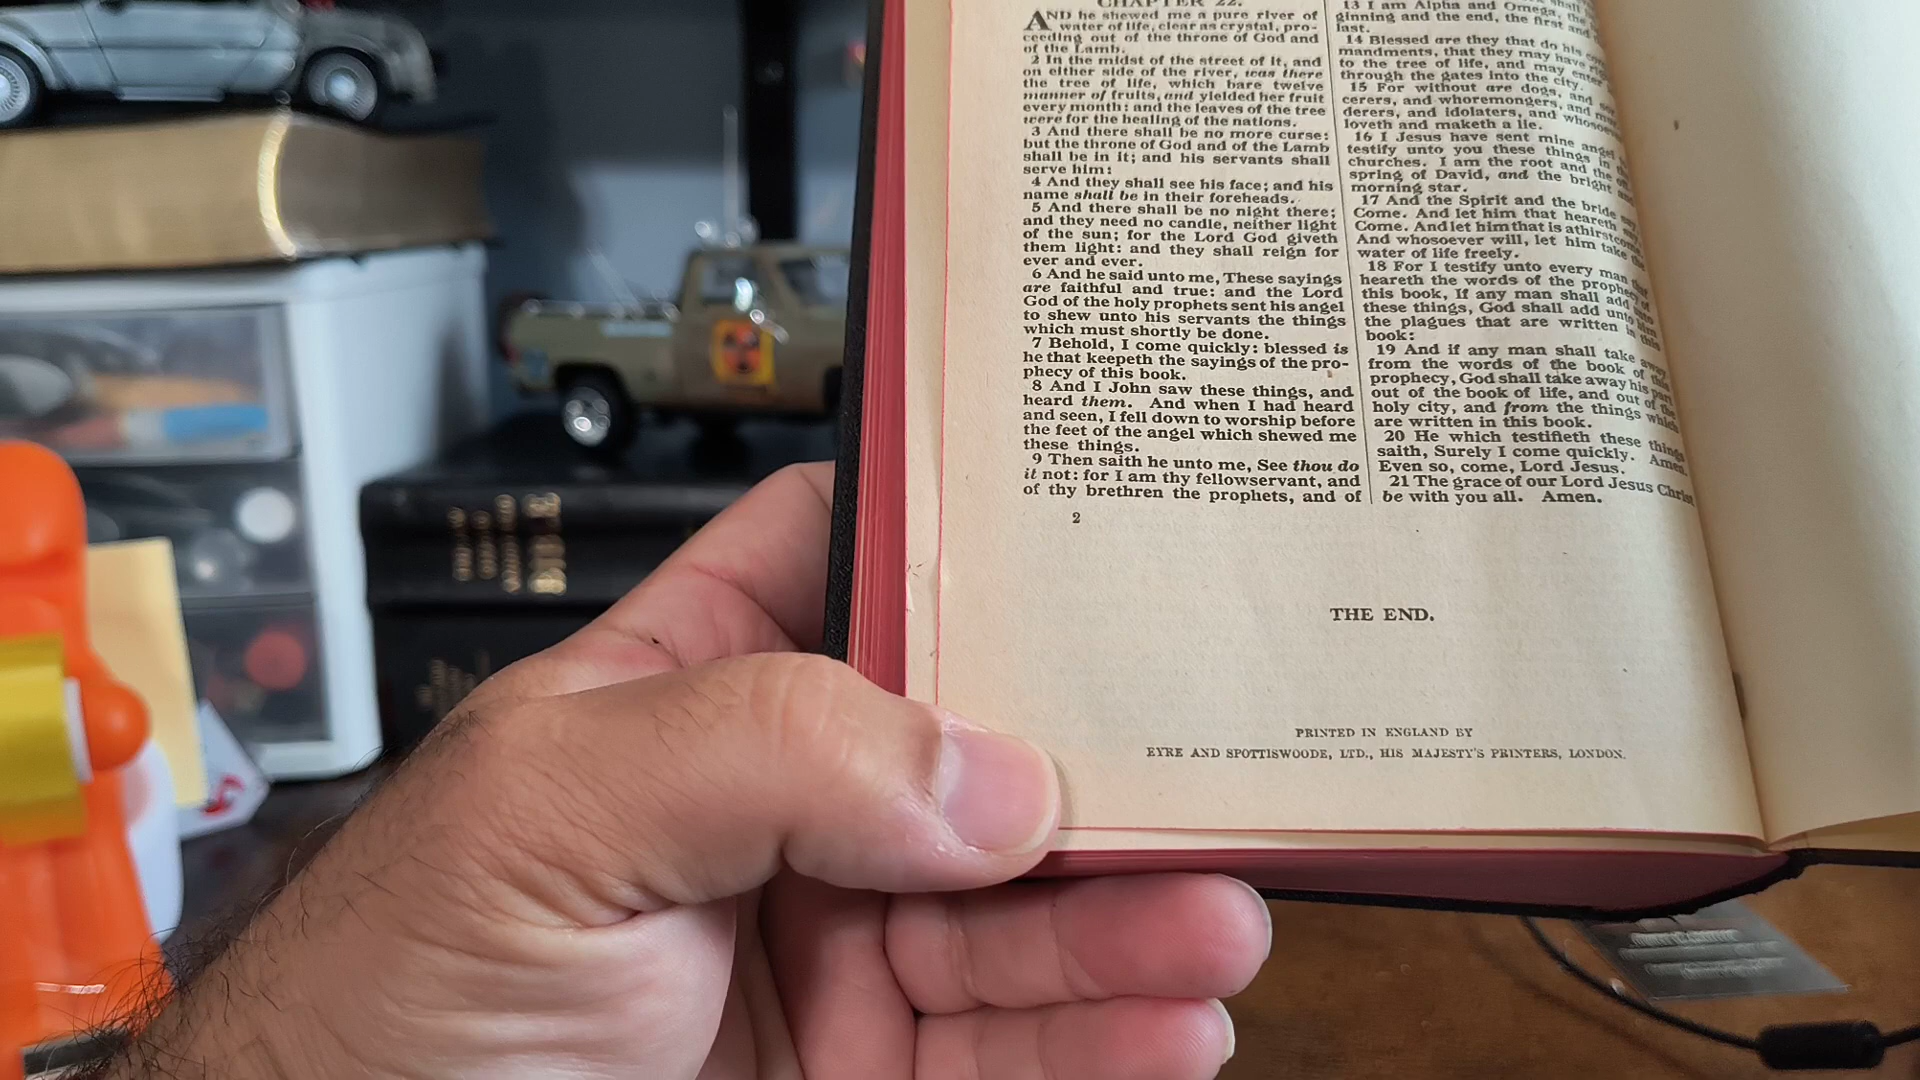 CHAPTER 22.
AND he shewed me a pure river of
water of life, clear as crystal, pro-
ceeding out of the throne of God and
of the Lamb.
2 In the midst of the street of it, and
on either side of the river, was there
the tree of life, which bare twelve
manner of fruits, and yielded her fruit
every month: and the leaves of the tree
were for the healing of the nations.
3 And there shall be no more curse:
but the throne of God and of the Lamb
shall be in it; and his servants shall
serve him:
4 And they shall see his face; and his
name shall be in their foreheads.
5 And there shall be no night there;
and they need no candle, neither light
of the sun; for the Lord God giveth
them light: and they shall reign for
ever and ever.
6 And he said unto me, These sayings
are faithful and true: and the Lord
God of the holy prophets sent his angel
to shew unto his servants the things
which must shortly be done.
7 Behold, I come quickly: blessed is
he that keepeth the sayings of the pro-
phecy of this book.
8 And I John saw these things, and
heard them. And when I had heard
and seen, I fell down to worship before
the feet of the angel which shewed me
these things.
9 Then saith he unto me, See thou do
it not: for I am thy fellowservant, and
of thy brethren the prophets, and of
2
13 I am Alpha and Omega, the
ginning and the end, the first and
last.
14 Blessed are they that do his
mandments, that they may have
to the tree of life, and may enter
through the gates into the city.
15 For without are dogs, and
cerers, and whoremongers, and
derers, and idolaters, and whosoever
loveth and maketh a lie.
16 I Jesus have sent mine angel
testify unto you these things in
churches. I am the root and the
spring of David, and the bright and
morning star.
17 And the Spirit and the bride say
Come. And let him that heareth say,
Come. And let him that is athirst come.
And whosoever will, let him take the
water of life freely.
18 For I testify unto every man that
heareth the words of the prophecy of
this book, If any man shall add unto
these things, God shall add unto him
the plagues that are written in this
book:
19 And if any man shall take away
from the words of the book of this
prophecy, God shall take away his part
out of the book of life, and out of the
holy city, and from the things which
are written in this book.
20 He which testifieth these things
saith, Surely I come quickly. Amen.
Even so, come, Lord Jesus.
21 The grace of our Lord Jesus Christ
be with you all. Amen.
THE END.
PRINTED IN ENGLAND BY
EYRE AND SPOTTISWOODE, LTD., HIS MAJESTY'S PRINTERS, LONDON.